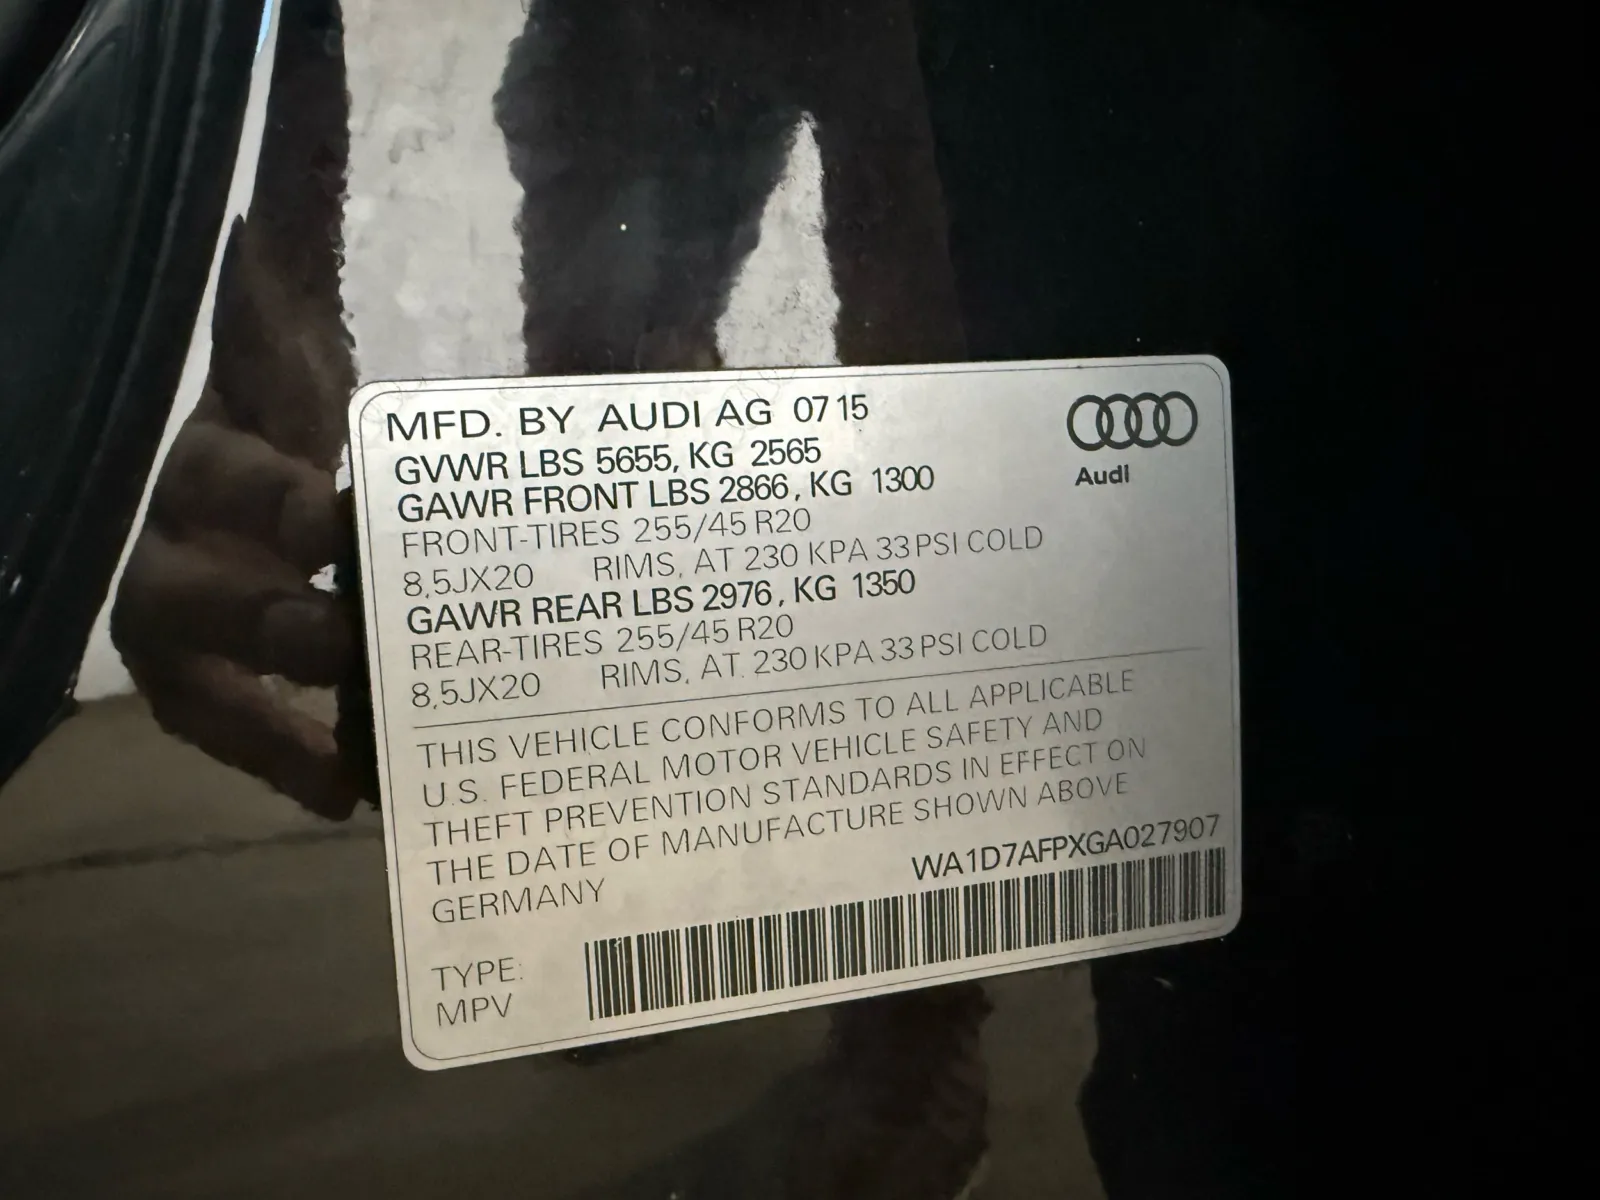 MFD. BY AUDI AG 07 15
GVWR LBS 5655, KG 2565
GAWR FRONT LBS 2866, KG 1300
FRONT-TIRES 255/45 R20
8,5JX20 RIMS, AT 230 KPA 33 PSI COLD
GAWR REAR LBS 2976, KG 1350
REAR-TIRES 255/45 R20
8,5JX20 RIMS, AT 230 KPA 33 PSI COLD
Audi
THIS VEHICLE CONFORMS TO ALL APPLICABLE
U.S. FEDERAL MOTOR VEHICLE SAFETY AND
THEFT PREVENTION STANDARDS IN EFFECT ON
THE DATE OF MANUFACTURE SHOWN ABOVE
GERMANY
WA1D7AFPXGA027907
TYPE:
MPV